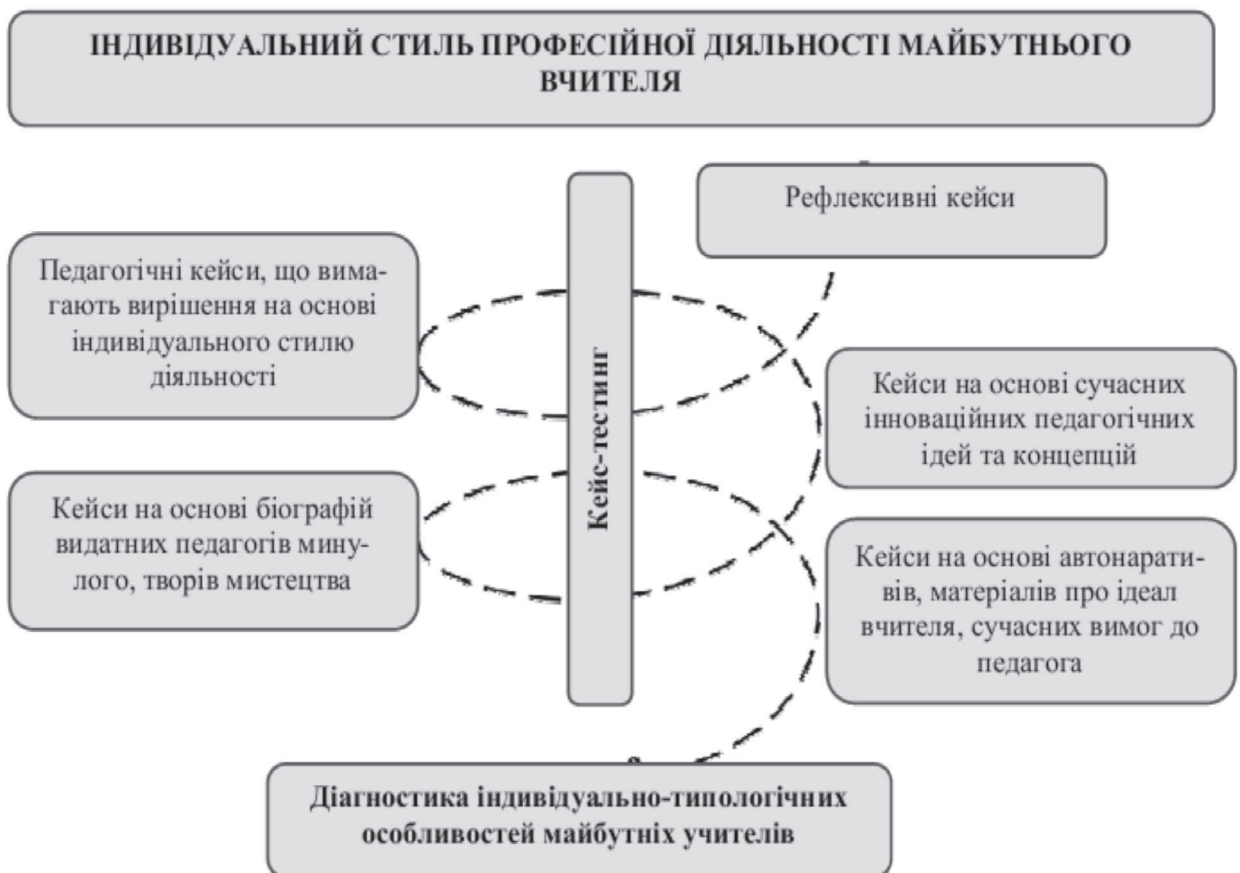 ІНДИВІДУАЛЬНИЙ СТИЛЬ ПРОФЕСІЙНОЇ ДІЯЛЬНОСТІ МАЙБУТНЬОГО
ВЧИТЕЛЯ
Рефлексивні кейси
Педагогічні кейси, що вима-
гають вирішення на основі
індивідуального стилю
діяльності
Кейс-тестинг
Кейси на основі сучасних
інноваційних педагогічних
ідей та концепцій
Кейси на основі біографій
видатних педагогів мину-
лого, творів мистецтва
Кейси на основі автонарати-
вів, матеріалів про ідеал
вчителя, сучасних вимог до
педагога
Діагностика індивідуально-типологічних
особливостей майбутніх учителів